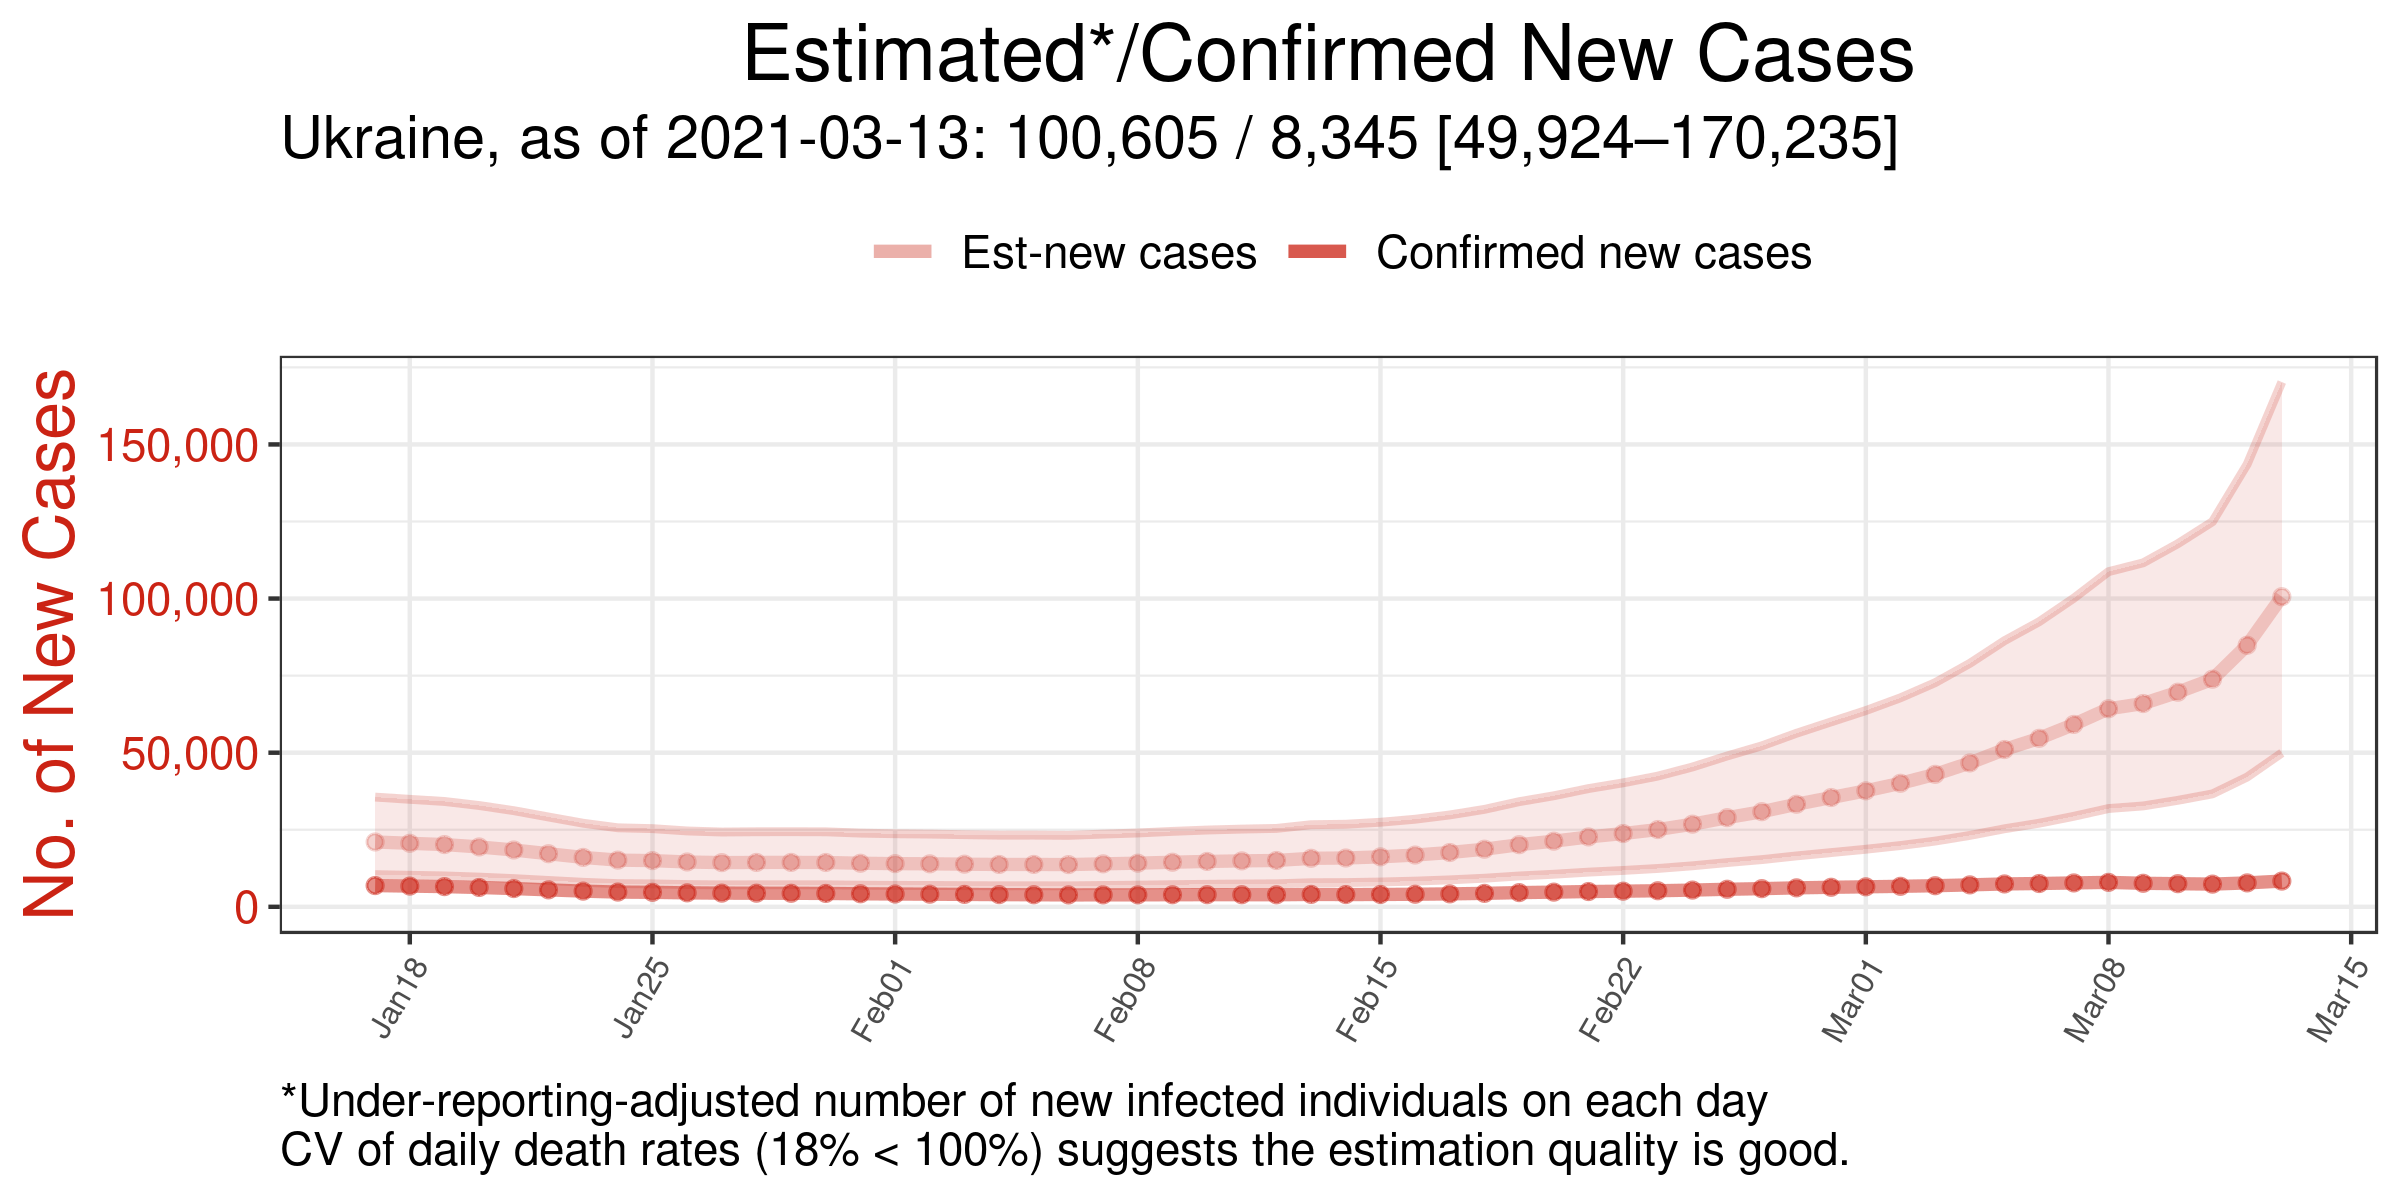 Estimated*/Confirmed New Cases
Ukraine, as of 2021-03-13: 100,605 / 8,345 [49,924–170,235]
Est-new cases
Confirmed new cases
No. of New Cases
150,000
100,000
50,000
0
Jan18
Jan25
Feb01
Feb08
Feb15
Feb22
Mar01
Mar08
Mar15
*Under-reporting-adjusted number of new infected individuals on each day
CV of daily death rates (18% < 100%) suggests the estimation quality is good.